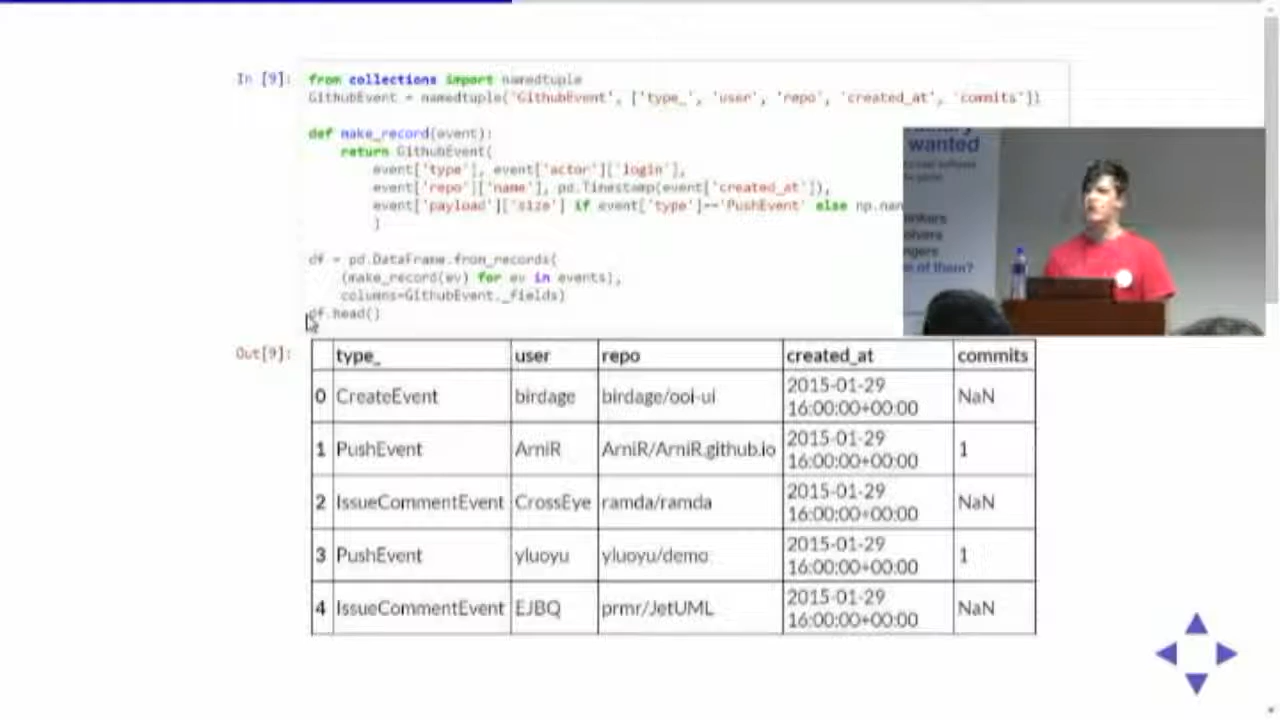 In [9]:
from collections import namedtuple
GithubEvent = namedtuple('GithubEvent', ['type_', 'user', 'repo', 'created_at', 'commits'])
def make_record(event):
return GithubEvent(
event['type'], event['actor']['login'],
event['repo']['name'], pd.Timestamp(event['created_at']),
event['payload']['size'] if event['type']=='PushEvent' else np.nan
)
df = pd.DataFrame.from_records(
(make_record(ev) for ev in events),
columns=GithubEvent._fields)
df.head()
wanted
of them?
Out[9]:
type_ user repo created_at commits
0 CreateEvent birdage birdage/ooi-ui 2015-01-29 16:00:00+00:00 NaN
1 PushEvent ArniR ArniR/ArniR.github.io 2015-01-29 16:00:00+00:00 1
2 IssueCommentEvent CrossEye ramda/ramda 2015-01-29 16:00:00+00:00 NaN
3 PushEvent yluoyu yluoyu/demo 2015-01-29 16:00:00+00:00 1
4 IssueCommentEvent EJBQ prmr/JetUML 2015-01-29 16:00:00+00:00 NaN